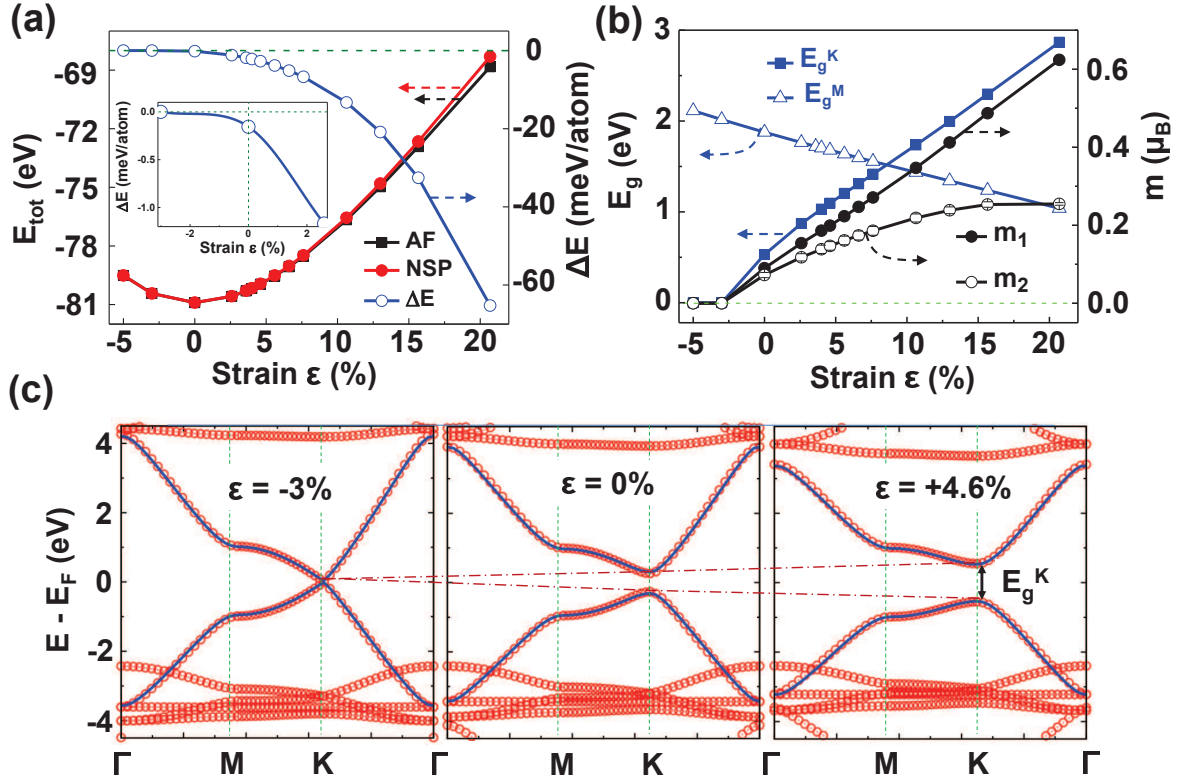 (a)
E_tot (eV)
-69
-72
-75
-78
-81
ΔE (meV/atom)
0.0
-0.5
-1.0
-2 0 2
Strain ε (%)
AF
NSP
ΔE
0
-20
-40
-60
ΔE (meV/atom)
-5 0 5 10 15 20
Strain ε (%)
(b)
E_g (eV)
3
2
1
0
E_g^K
E_g^M
m_1
m_2
0.6
0.4
0.2
0.0
m (μ_B)
-5 0 5 10 15 20
Strain ε (%)
(c)
E - E_F (eV)
4
2
0
-2
-4
ε = -3%
ε = 0%
ε = +4.6%
E_g^K
Γ M K Γ M K Γ M K Γ